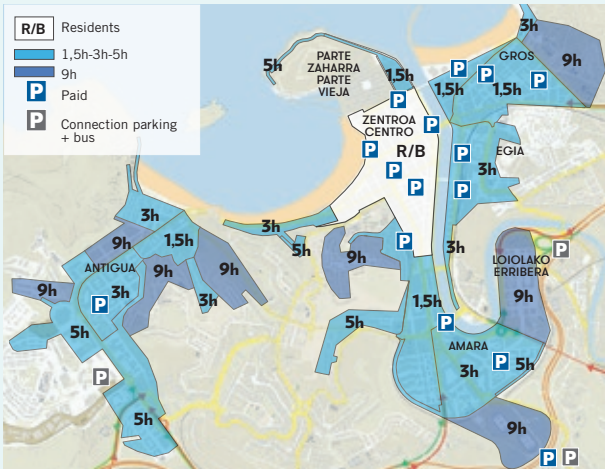 R/B Residents
1,5h-3h-5h
9h
P Paid
P Connection parking
+ bus
3h
9h
GROS
PARTE
ZAHARRA
PARTE
VIEJA
5h
1,5h
P
P
P
1,5h
1,5h
P
ZENTROA
CENTRO
P
R/B
P
P
EGIA
3h
P
P
P
P
3h
3h
1,5h
5h
P
3h
9h
9h
9h
9h
ANTIGUA
LOIOLAKO
ERRIBERA
P
9h
3h
P
3h
9h
1,5h
5h
5h
P
AMARA
3h
P
5h
P
5h
9h
P
P